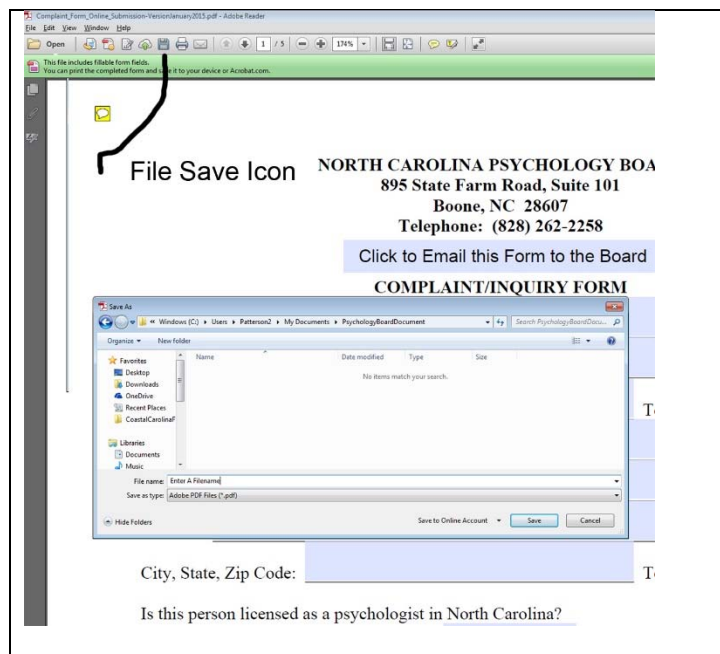 Complaint_Form_Online_Submission-VersionJanuary2015.pdf - Adobe Reader
File Edit View Window Help
Open 1 / 5 174%
This file includes fillable form fields.
You can print the completed form and save it to your device or Acrobat.com.
File Save Icon
NORTH CAROLINA PSYCHOLOGY BOA
895 State Farm Road, Suite 101
Boone, NC 28607
Telephone: (828) 262-2258
Click to Email this Form to the Board
COMPLAINT/INQUIRY FORM
Save As
« Windows (C:) Users Patterson2 My Documents PsychologyBoardDocument Search PsychologyBoardDocu...
Organize New folder
Favorites
Desktop
Downloads
OneDrive
Recent Places
CoastalCarolinaF
Libraries
Documents
Music
Name Date modified Type Size
No items match your search.
File name: Enter A Filename
Save as type: Adobe PDF Files (*.pdf)
Hide Folders Save to Online Account Save Cancel
T
City, State, Zip Code: T
Is this person licensed as a psychologist in North Carolina?